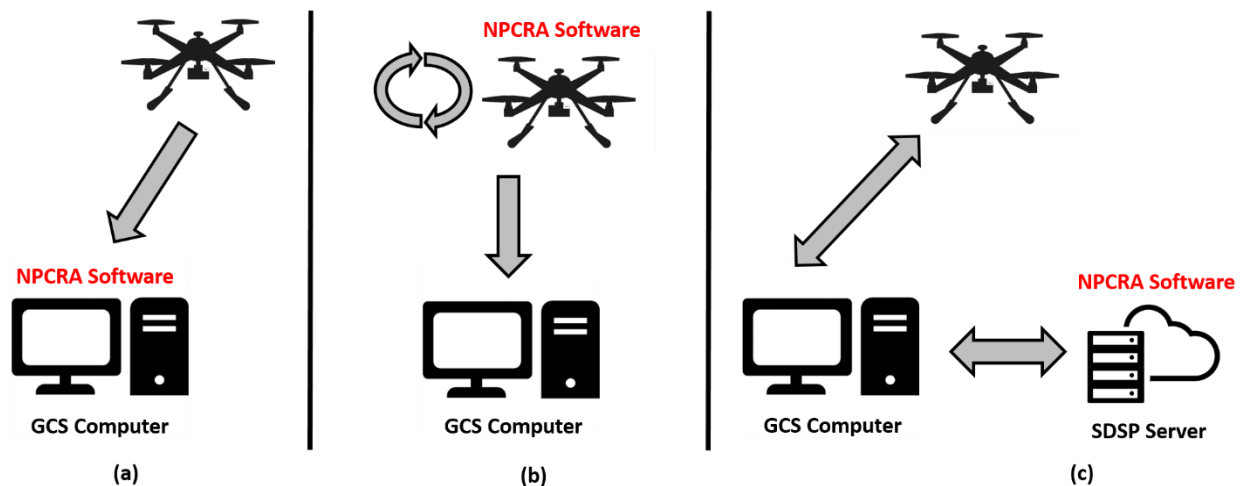 NPCRA Software
GCS Computer
(a)
NPCRA Software
GCS Computer
(b)
NPCRA Software
GCS Computer
SDSP Server
(c)